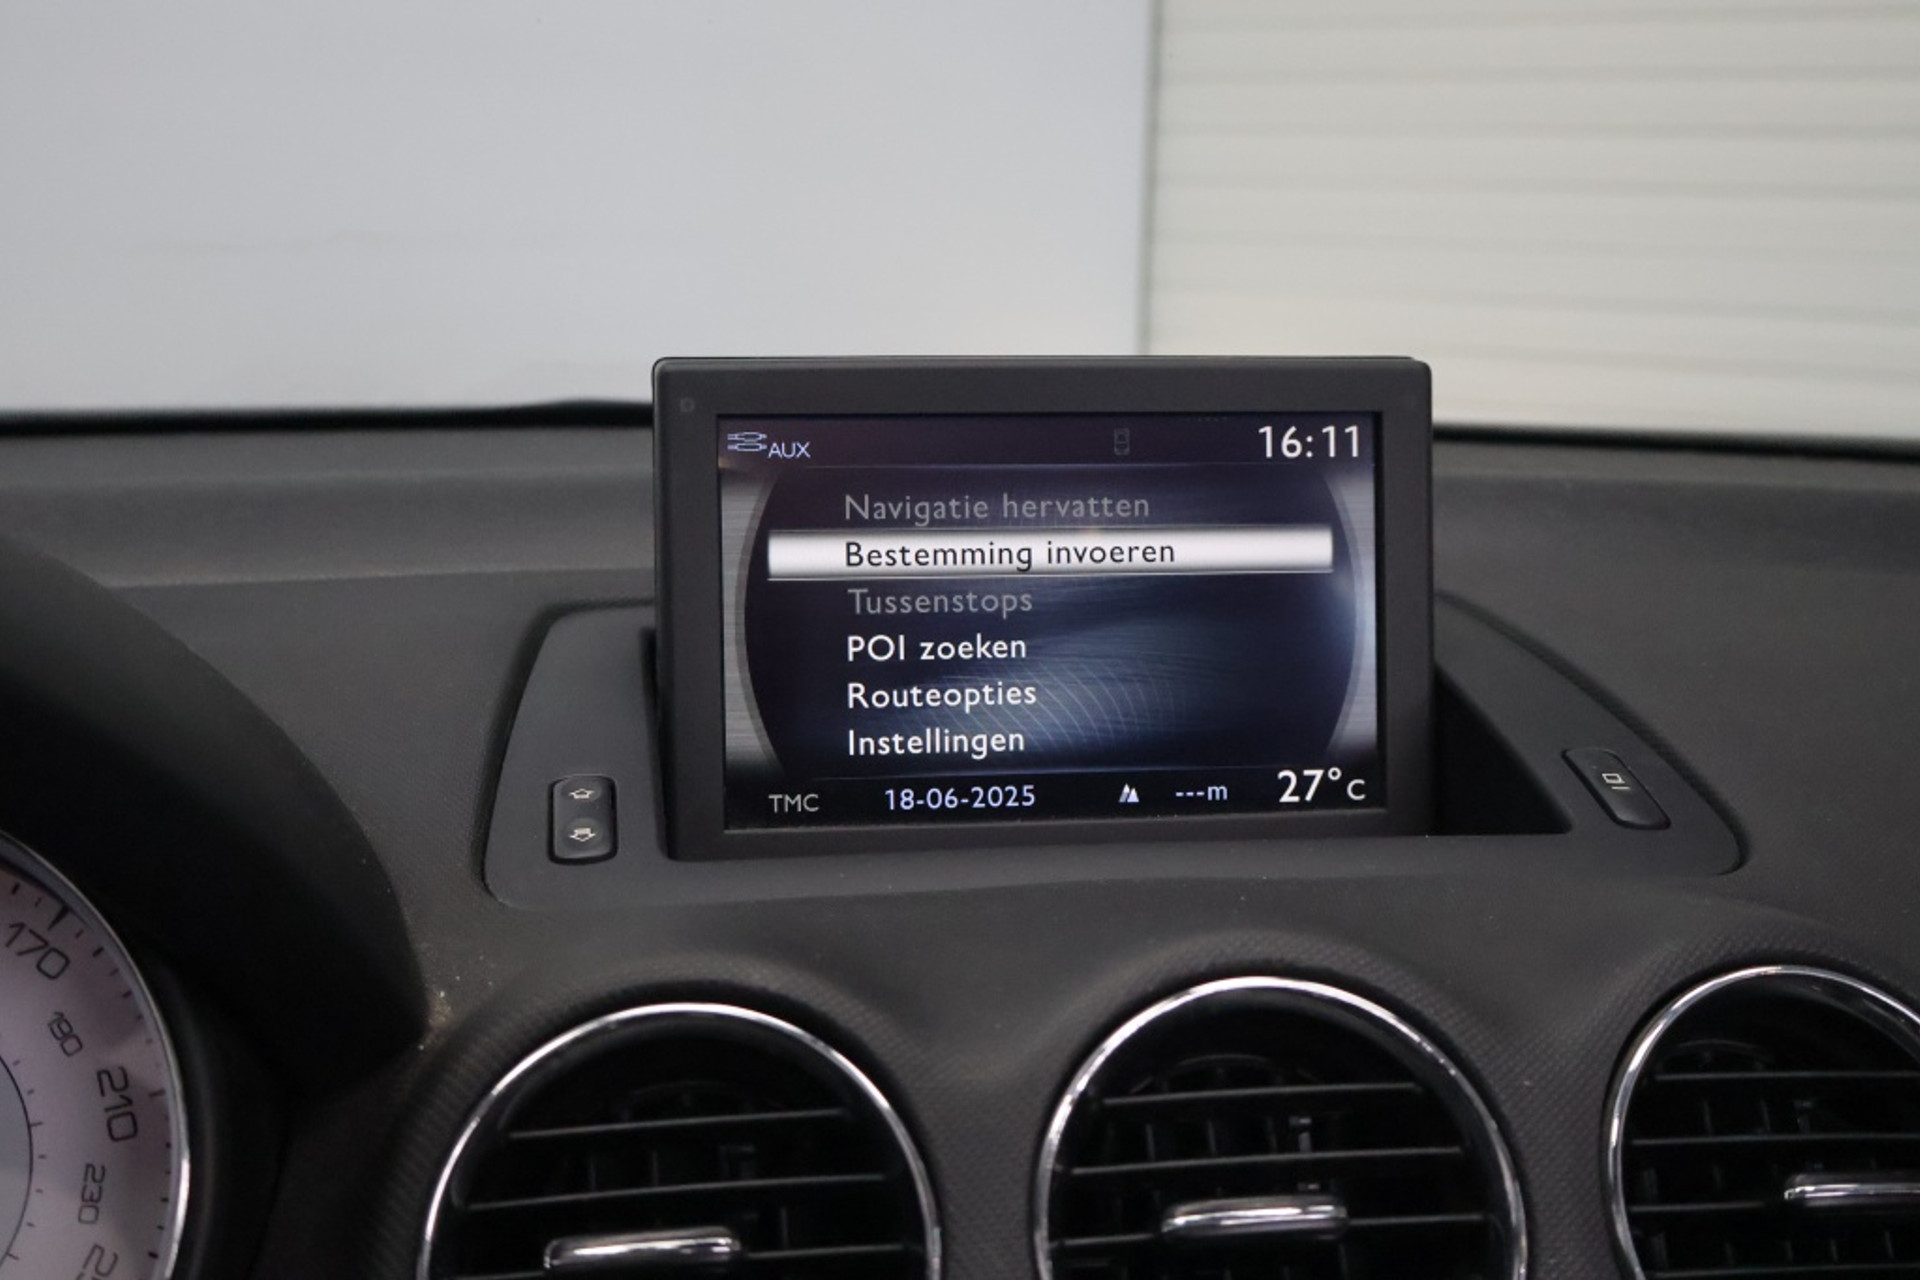 AUX
16:11
Navigatie hervatten
Bestemming invoeren
Tussenstops
POI zoeken
Routeopties
Instellingen
TMC 18-06-2025 ---m 27°C
170
190
210
230